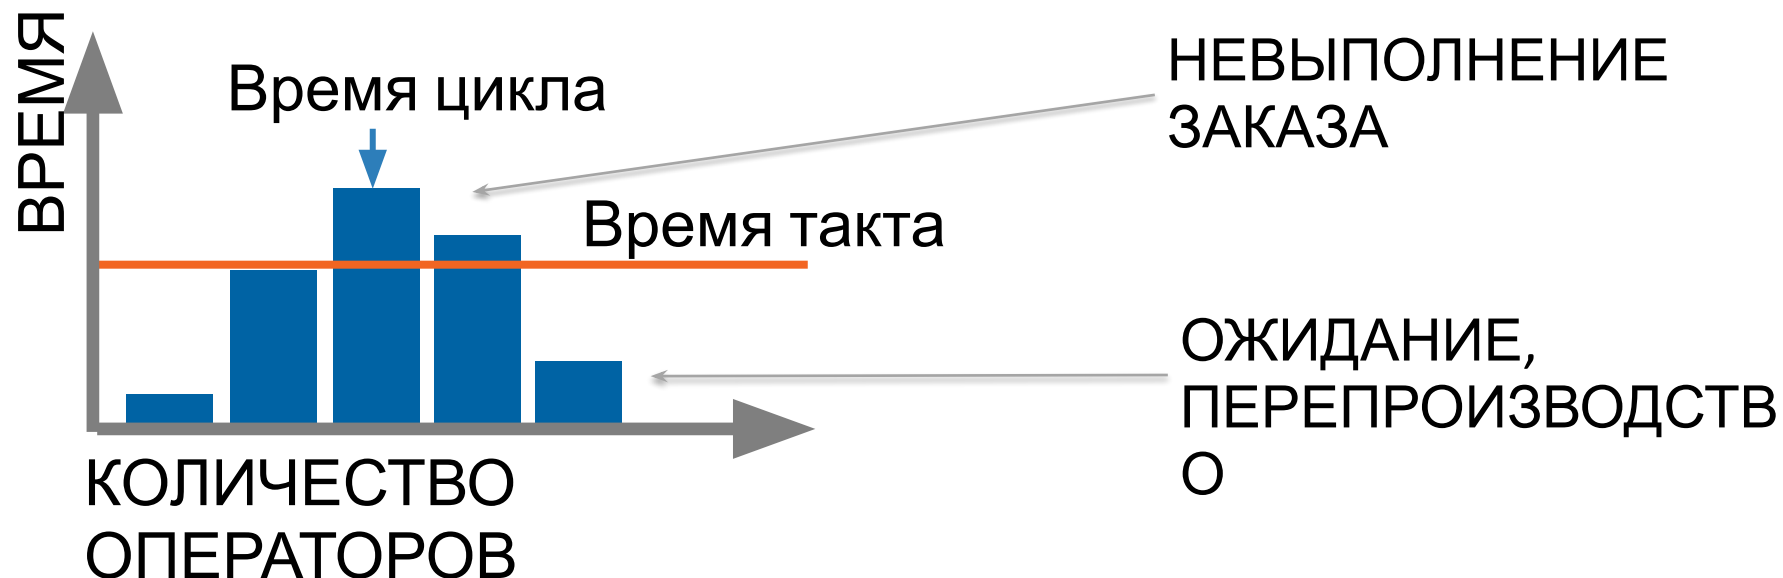 ВРЕМЯ
Время цикла
НЕВЫПОЛНЕНИЕ
ЗАКАЗА
Время такта
ОЖИДАНИЕ,
ПЕРЕПРОИЗВОДСТВ
О
КОЛИЧЕСТВО
ОПЕРАТОРОВ